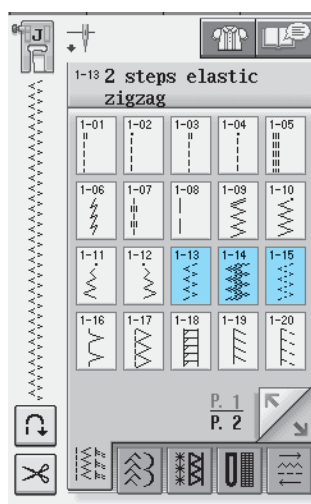 J
1-13 2 steps elastic
zigzag
1-01 1-02 1-03 1-04 1-05
1-06 1-07 1-08 1-09 1-10
1-11 1-12 1-13 1-14 1-15
1-16 1-17 1-18 1-19 1-20
P. 1
P. 2